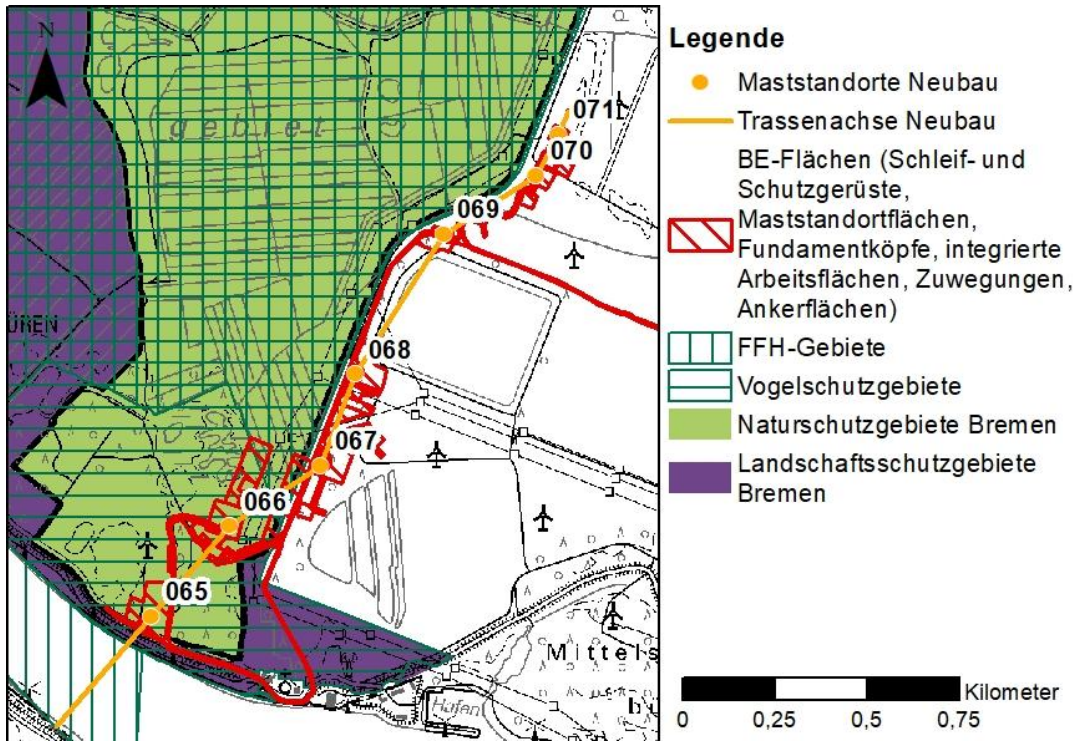 N
gebiet
ÜREN
071
070
069
068
067
066
065
Mittels
Hafen
b
Legende
Maststandorte Neubau
Trassenachse Neubau
BE-Flächen (Schleif- und
Schutzgerüste,
Maststandortflächen,
Fundamentköpfe, integrierte
Arbeitsflächen, Zuwegungen,
Ankerflächen)
FFH-Gebiete
Vogelschutzgebiete
Naturschutzgebiete Bremen
Landschaftsschutzgebiete
Bremen
Kilometer
0 0,25 0,5 0,75